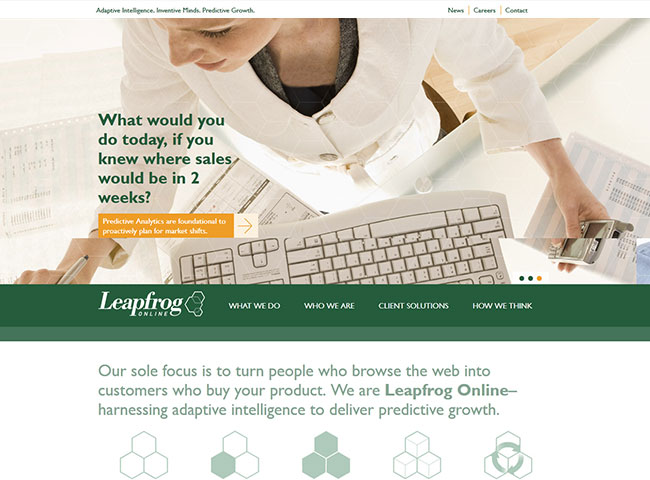 Adaptive Intelligence, Inventive Minds, Predictive Growth,
News Careers Contact
What would you
do today, if you
knew where sales
would be in 2
weeks?
Predictive Analytics are foundational to
proactively plan for market shifts.
Leapfrog
ONLINE
WHAT WE DO WHO WE ARE CLIENT SOLUTIONS HOW WE THINK
Our sole focus is to turn people who browse the web into
customers who buy your product. We are Leapfrog Online–
harnessing adaptive intelligence to deliver predictive growth.